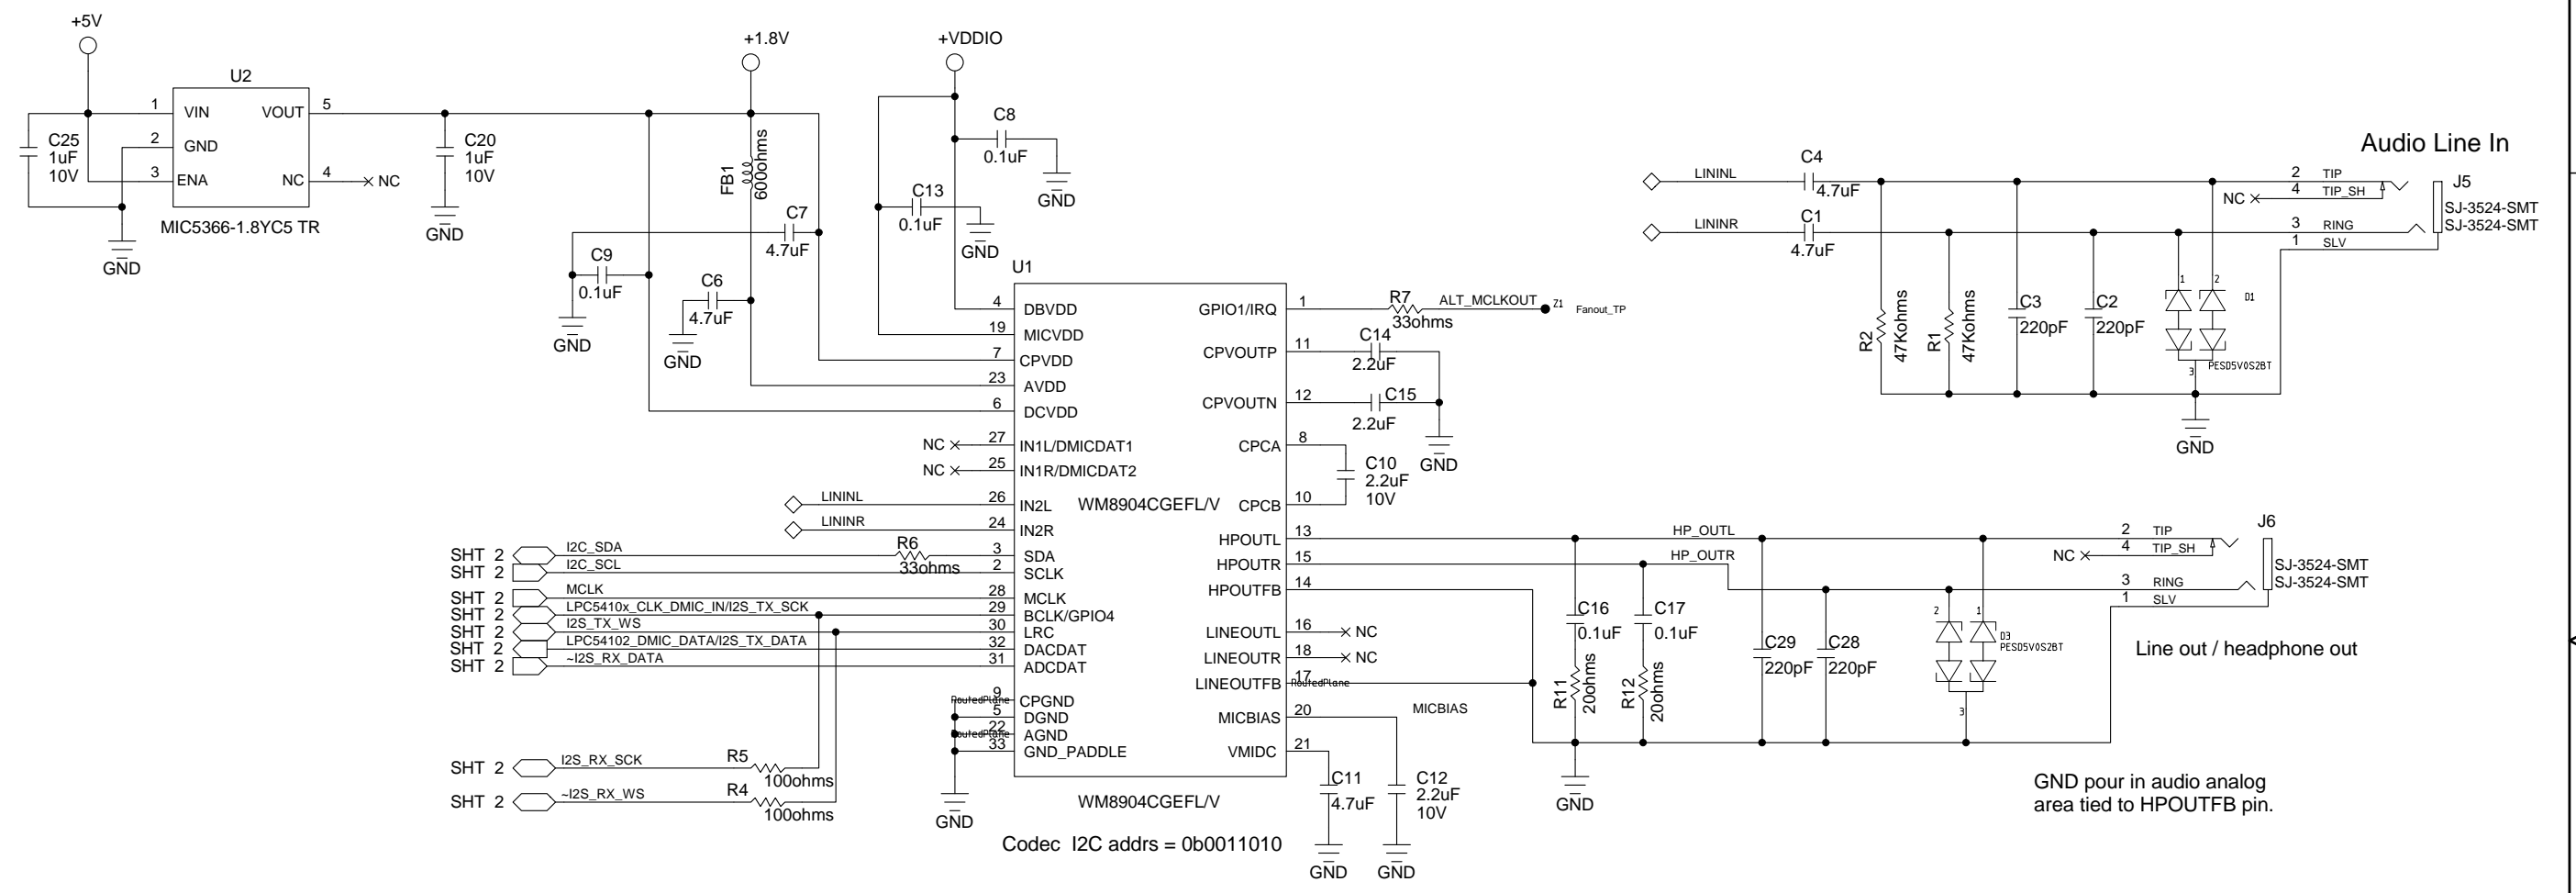 +5V
U2
1 VIN VOUT 5
2 GND
3 ENA NC 4 NC
C25
1uF
10V
GND
MIC5366-1.8YC5 TR
C20
1uF
10V
GND
+1.8V
FB1
600ohms
C7
4.7uF
C9
0.1uF
GND
C6
4.7uF
GND
+VDDIO
C8
0.1uF
GND
C13
0.1uF
GND
U1
4 DBVDD
19 MICVDD
7 CPVDD
23 AVDD
6 DCVDD
NC 27 IN1L/DMICDAT1
NC 25 IN1R/DMICDAT2
LININL 26 IN2L
LININR 24 IN2R
SHT 2 I2C_SDA R6 33ohms 3 SDA
SHT 2 I2C_SCL 2 SCLK
SHT 2 MCLK 28 MCLK
SHT 2 LPC5410x_CLK_DMIC_IN/I2S_TX_SCK 29 BCLK/GPIO4
SHT 2 I2S_TX_WS 30 LRC
SHT 2 LPC54102_DMIC_DATA/I2S_TX_DATA 32 DACDAT
SHT 2 ~I2S_RX_DATA 31 ADCDAT
RoutedPlane 9 CPGND
5 DGND
RoutedPlane 22 AGND
33 GND_PADDLE
GND
SHT 2 I2S_RX_SCK R5 100ohms
SHT 2 ~I2S_RX_WS R4 100ohms
WM8904CGEFL/V
WM8904CGEFL/V
Codec I2C addrs = 0b0011010
GPIO1/IRQ 1 R7 33ohms ALT_MCLKOUT Z1 Fanout_TP
CPVOUTP 11 C14 2.2uF
CPVOUTN 12 C15 2.2uF
GND
CPCA 8
C10
2.2uF
10V
CPCB 10
HPOUTL 13 HP_OUTL
HPOUTR 15 HP_OUTR
HPOUTFB 14
LINEOUTL 16 NC
LINEOUTR 18 NC
LINEOUTFB 17 RoutedPlane
MICBIAS 20 MICBIAS
VMIDC 21
C11
4.7uF
GND
C12
2.2uF
10V
GND
C16
0.1uF
R11
20ohms
C17
0.1uF
R12
20ohms
GND
C29
220pF
C28
220pF
2 1
D3
PESD5V0S2BT
3
2 TIP
NC 4 TIP_SH
3 RING
1 SLV
J6
SJ-3524-SMT
SJ-3524-SMT
Line out / headphone out
GND pour in audio analog
area tied to HPOUTFB pin.
Audio Line In
LININL C4 4.7uF
LININR C1 4.7uF
R2
47Kohms
R1
47Kohms
C3
220pF
C2
220pF
1 2
D1
PESD5V0S2BT
3
GND
2 TIP
NC 4 TIP_SH
3 RING
1 SLV
J5
SJ-3524-SMT
SJ-3524-SMT